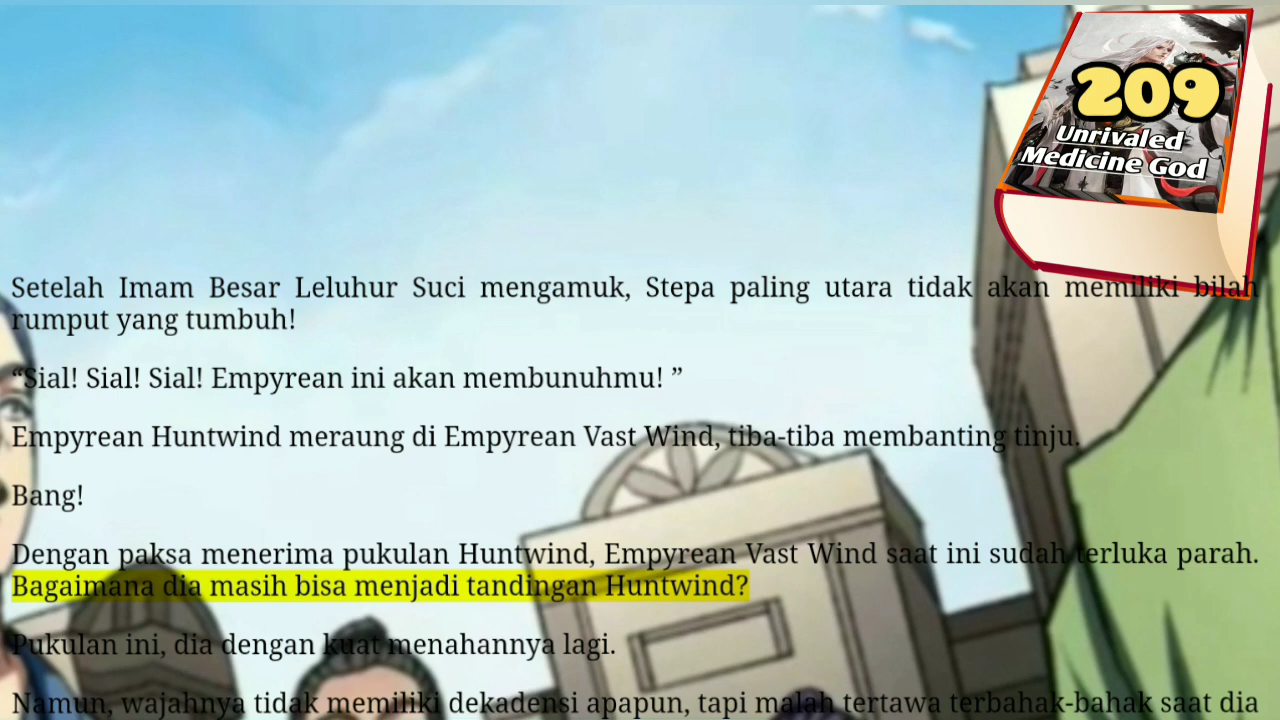 209
Unrivaled
Medicine God
Setelah Imam Besar Leluhur Suci mengamuk, Stepa paling utara tidak akan memiliki bilah
rumput yang tumbuh!
“Sial! Sial! Sial! Empyrean ini akan membunuhmu! ”
Empyrean Huntwind meraung di Empyrean Vast Wind, tiba-tiba membanting tinju.
Bang!
Dengan paksa menerima pukulan Huntwind, Empyrean Vast Wind saat ini sudah terluka parah.
Bagaimana dia masih bisa menjadi tandingan Huntwind?
Pukulan ini, dia dengan kuat menahannya lagi.
Namun, wajahnya tidak memiliki dekadensi apapun, tapi malah tertawa terbahak-bahak saat dia